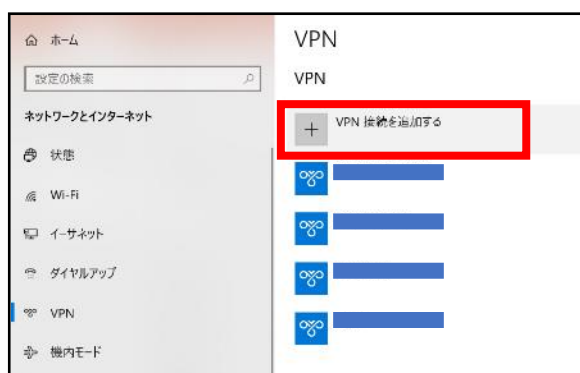 ホーム
設定の検索
ネットワークとインターネット
状態
Wi-Fi
イーサネット
ダイヤルアップ
VPN
機内モード
VPN
VPN
VPN 接続を追加する